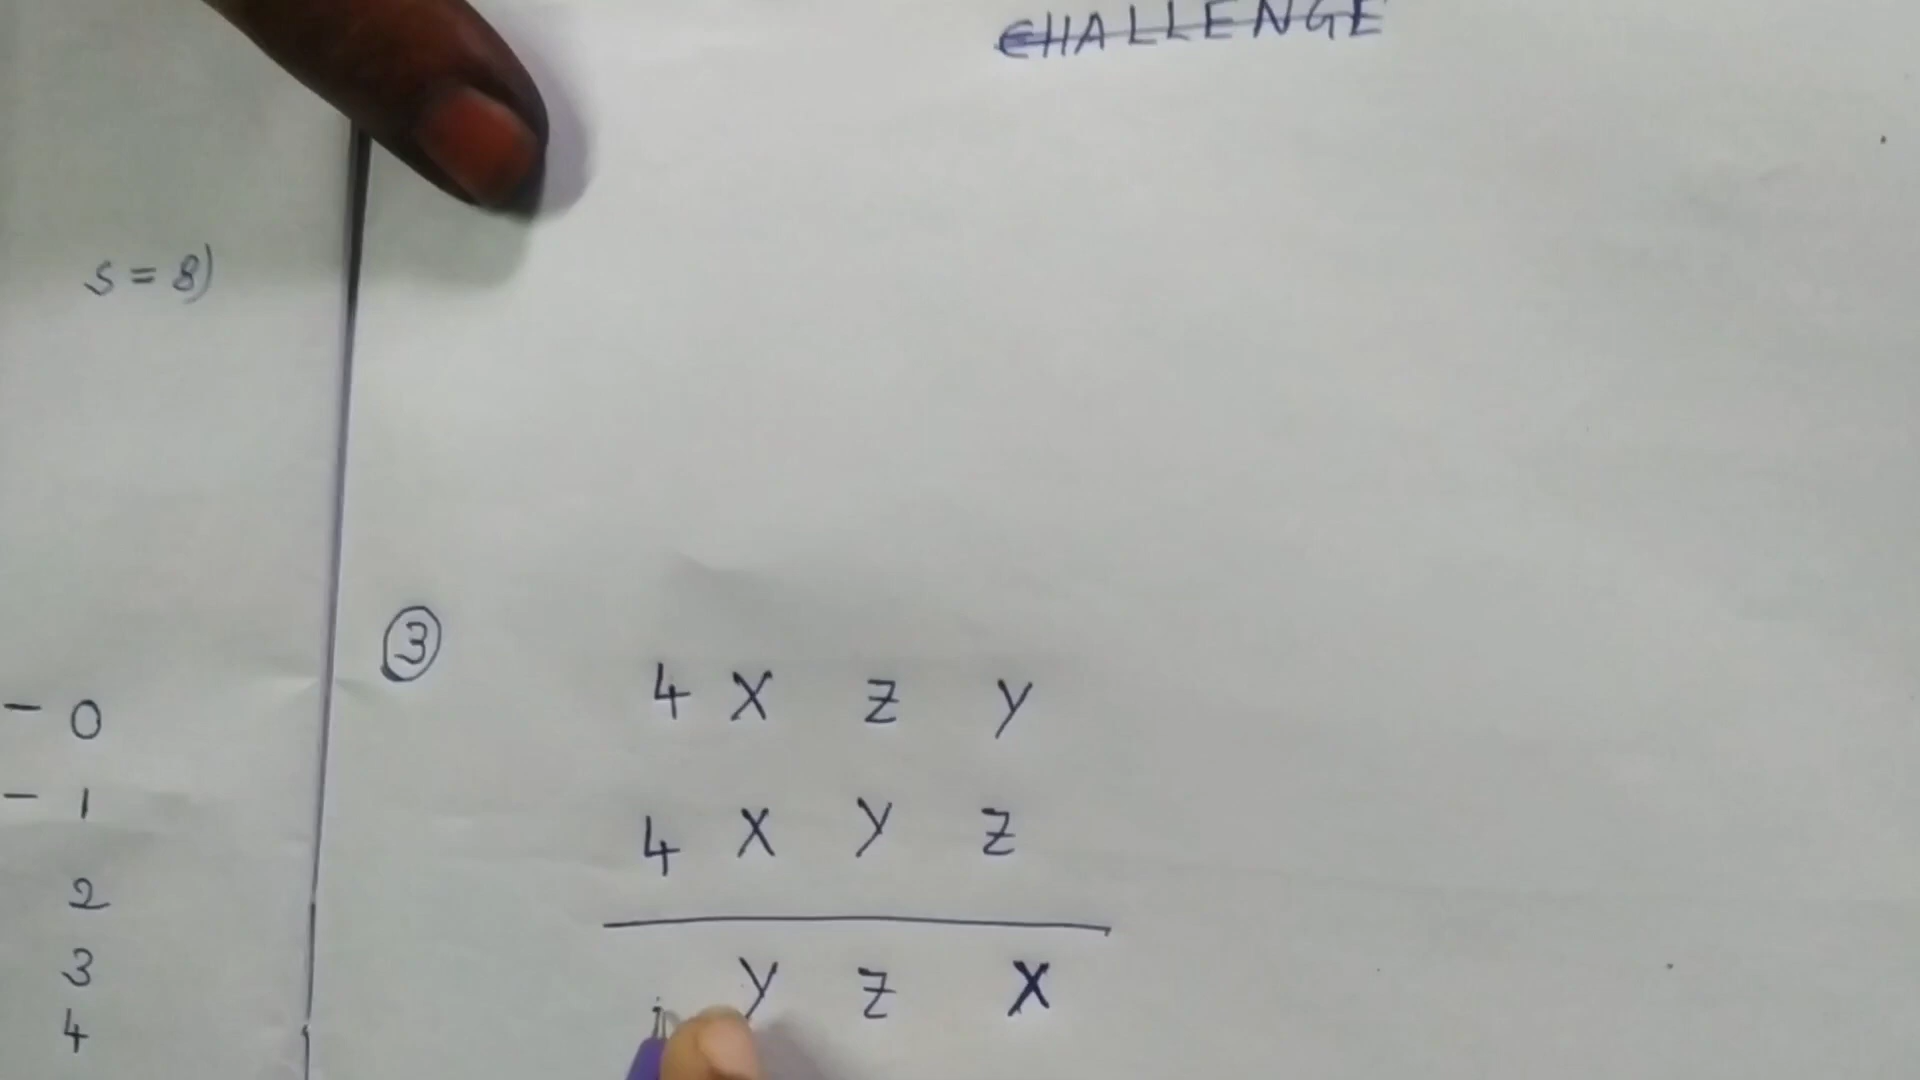 CHALLENGE
s = 8)
- 0
- 1
2
3
4
3
4 X Z Y
4 X Y Z
Y Z X